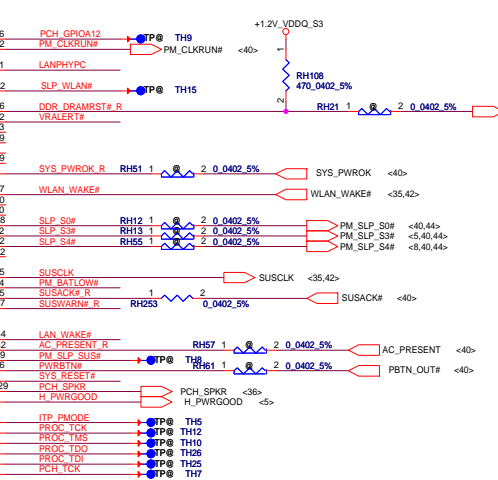 +1.2V_VDDQ_S3
6 PCH_GPIOA12 TP@ TH9
2 PM_CLKRUN# PM_CLKRUN# <40>
1 LANPHYPC
1 RH108
470_0402_5%
2
2 SLP_WLAN# TP@ TH15
6 DDR_DRAMRST#_R RH21 1 @ 2 0_0402_5%
2 VRALERT#
3
9
9
SYS_PWROK_R RH51 1 @ 2 0_0402_5% SYS_PWROK <40>
7 WLAN_WAKE# WLAN_WAKE# <35,42>
0
0
8 SLP_S0# RH12 1 @ 2 0_0402_5% PM_SLP_S0# <40,44>
2 SLP_S3# RH13 1 @ 2 0_0402_5% PM_SLP_S3# <5,40,44>
2 SLP_S4# RH55 1 @ 2 0_0402_5% PM_SLP_S4# <8,40,44>
2
5 SUSCLK SUSCLK <35,42>
4 PM_BATLOW#
5 SUSACK#_R 1 2 SUSACK# <40>
7 SUSWARN#_R RH253 0_0402_5%
4 LAN_WAKE#
2 AC_PRESENT_R RH57 1 @ 2 0_0402_5% AC_PRESENT <40>
9 PM_SLP_SUS# TP@ TH8
6 PWRBTN# RH61 1 @ 2 0_0402_5% PBTN_OUT# <40>
SYS_RESET#
29 PCH_SPKR PCH_SPKR <36>
H_PWRGOOD H_PWRGOOD <5>
ITP_PMODE TP@ TH5
PROC_TCK TP@ TH12
PROC_TMS TP@ TH10
PROC_TDO TP@ TH26
PROC_TDI TP@ TH25
PCH_TCK TP@ TH7